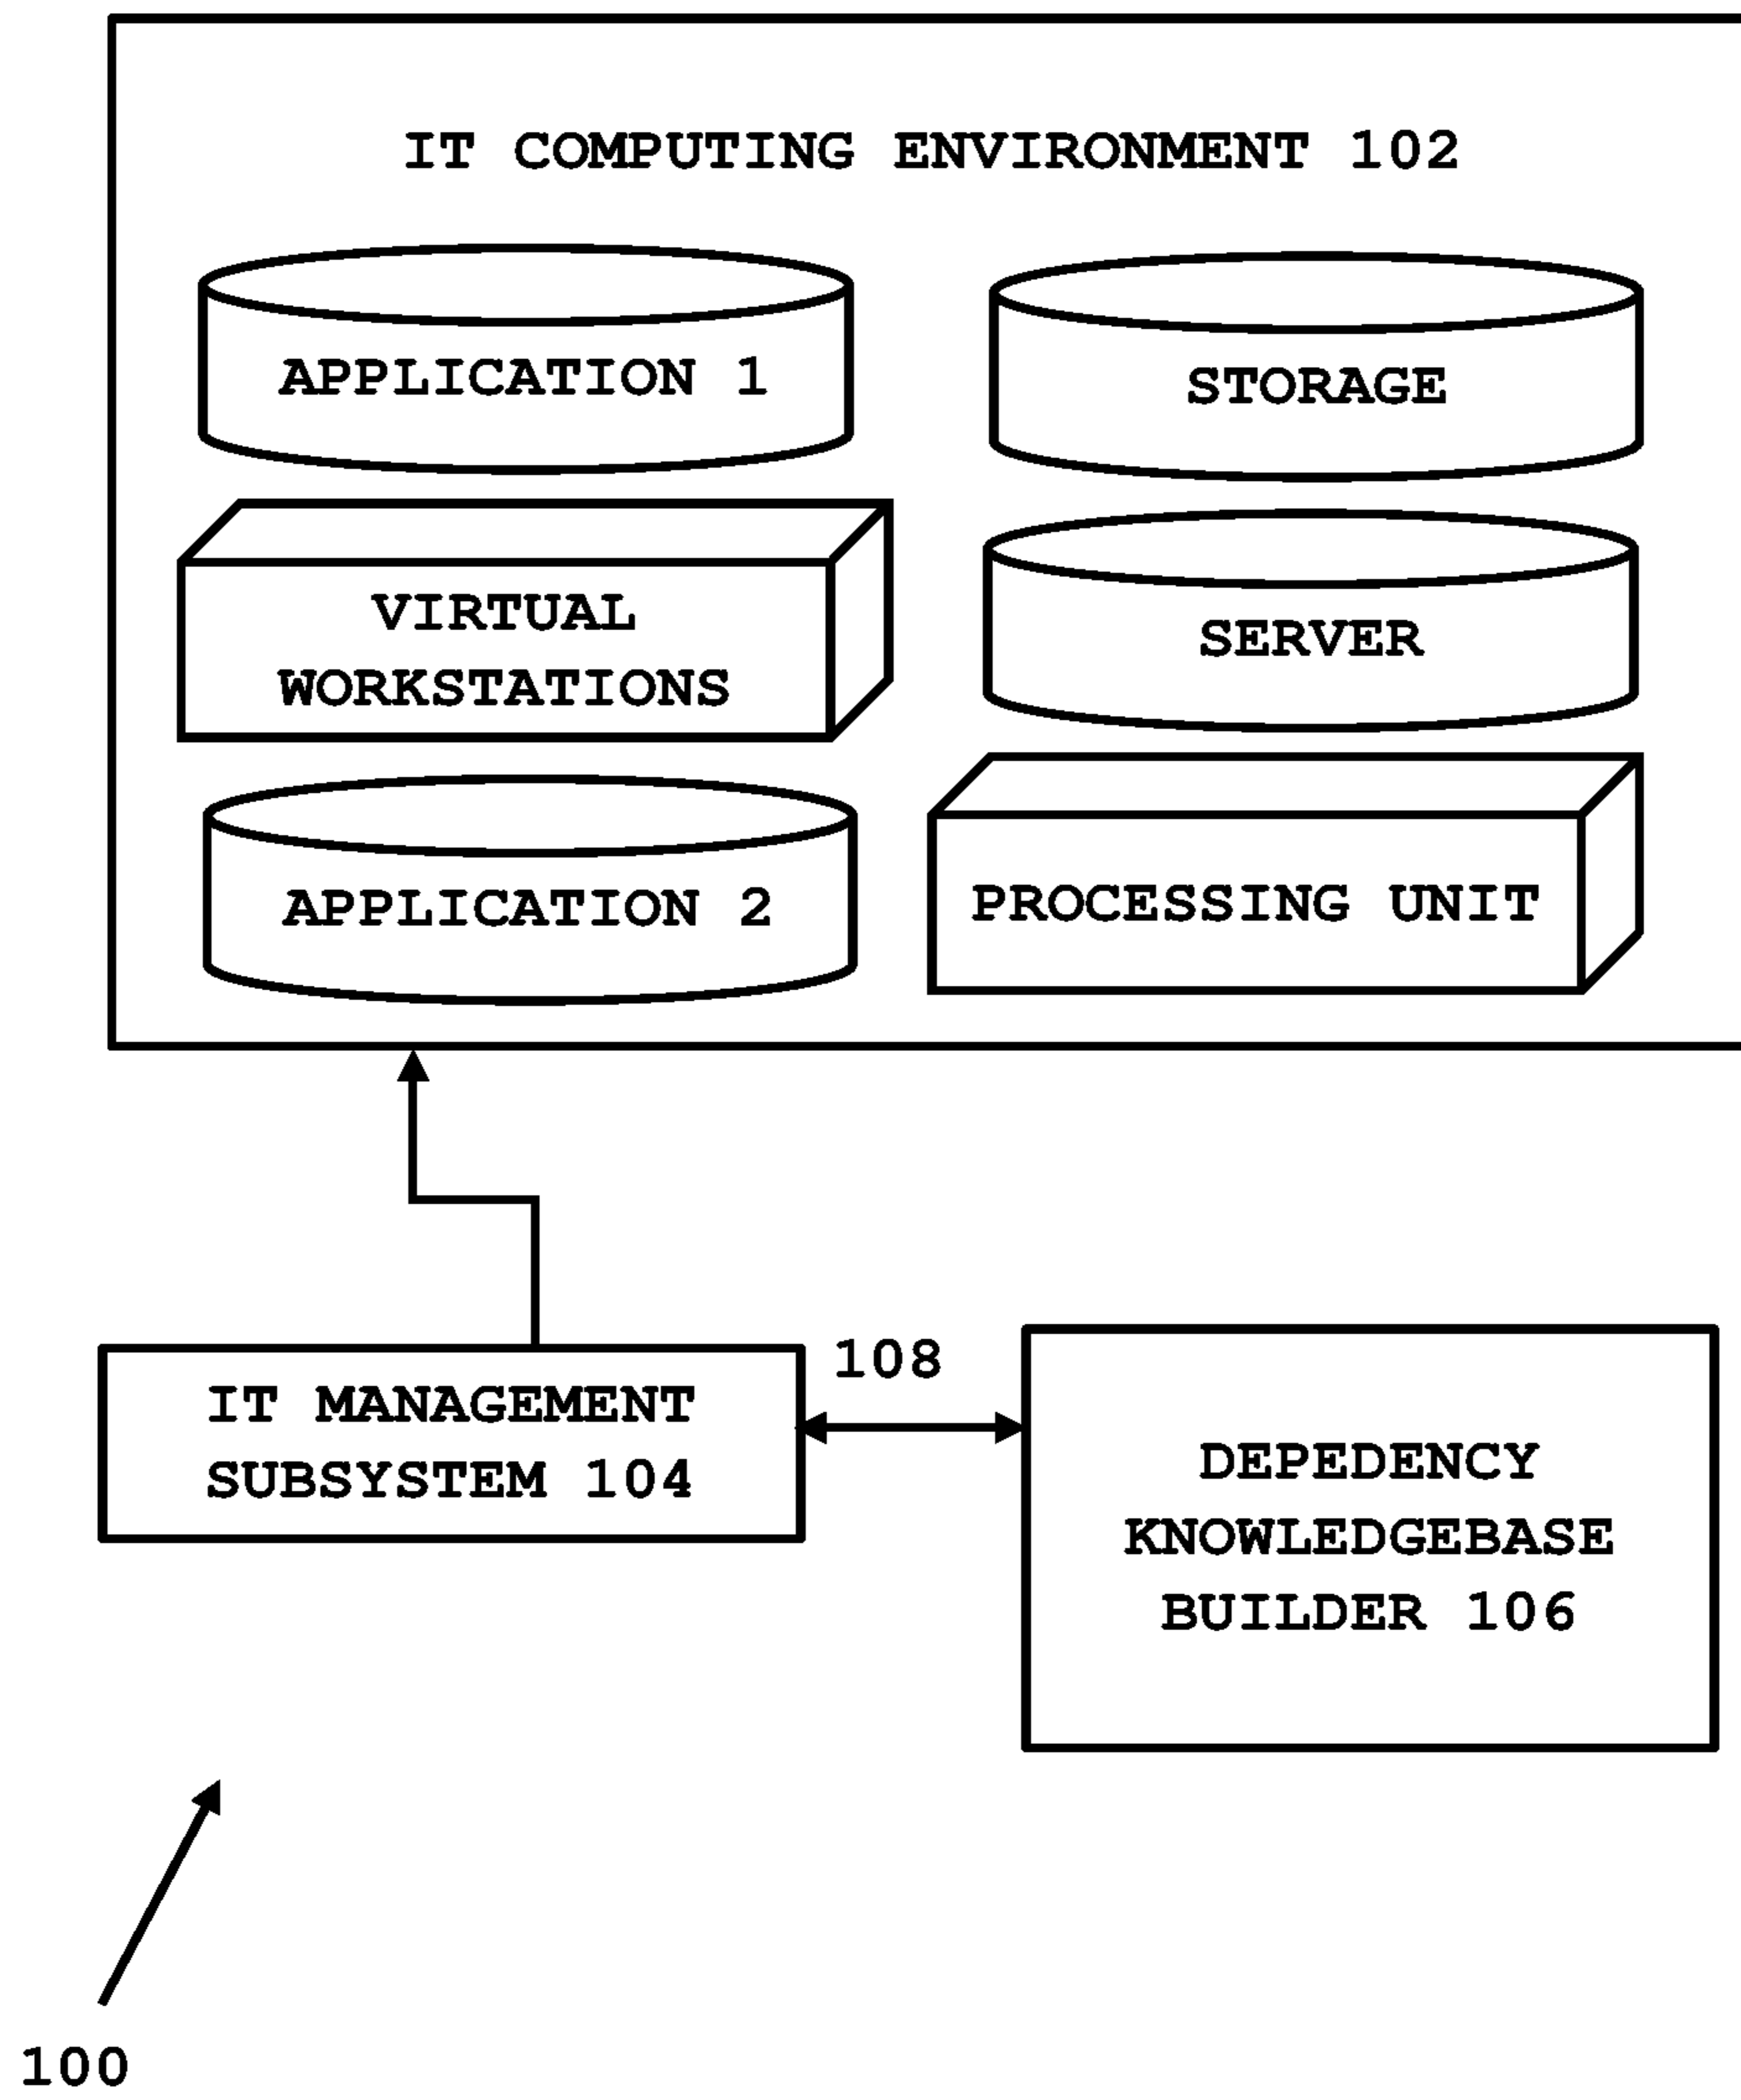 IT COMPUTING ENVIRONMENT 102
APPLICATION 1
STORAGE
VIRTUAL
WORKSTATIONS
SERVER
APPLICATION 2
PROCESSING UNIT
108
IT MANAGEMENT
SUBSYSTEM 104
DEPEDENCY
KNOWLEDGEBASE
BUILDER 106
100